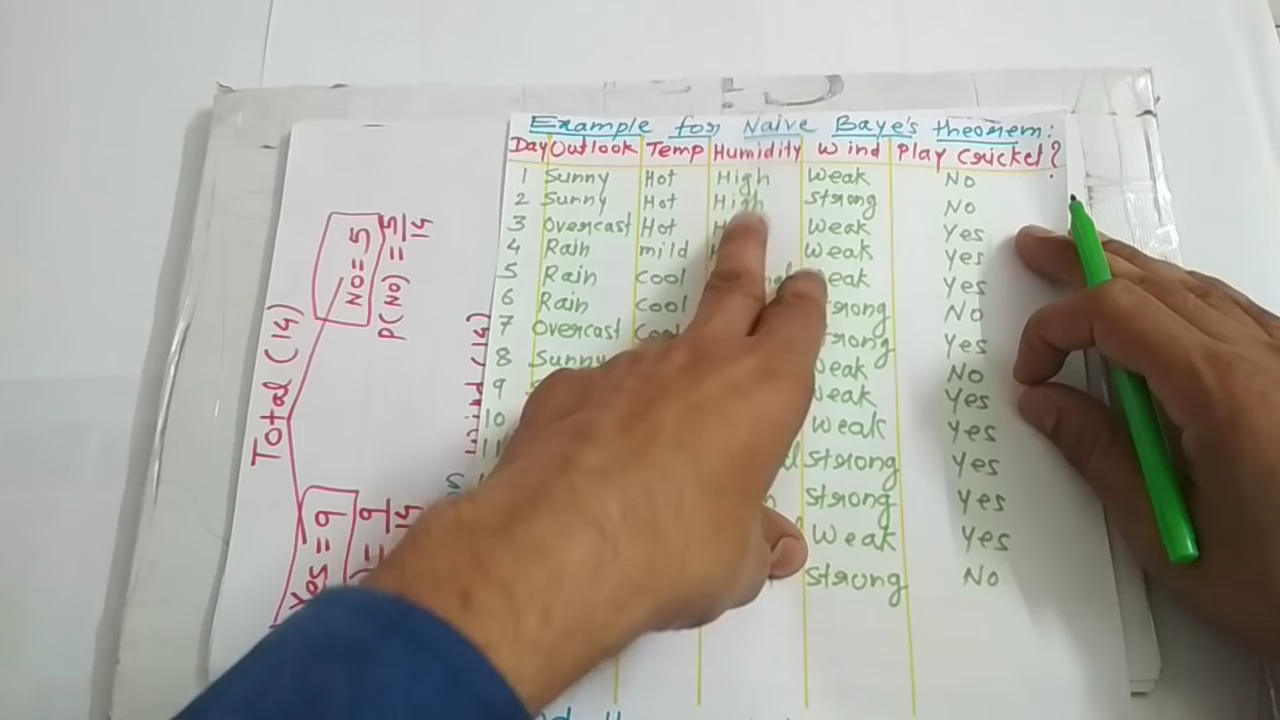 Example for Naive Baye's theorem:
Day Outlook Temp Humidity Wind Play Cricket?
1 Sunny Hot High Weak No
2 Sunny Hot High Strong No
3 Overcast Hot Weak Yes
4 Rain mild Weak Yes
5 Rain Cool Weak Yes
6 Rain Cool Strong No
7 Overcast Cool Strong Yes
8 Sunny Weak No
9 Weak Yes
10 Weak Yes
11 Strong Yes
Strong Yes
Weak Yes
Strong No
Total (14)
NO = 5
P(NO) = 5/14
Yes = 9
= 9/14
Wind (14)